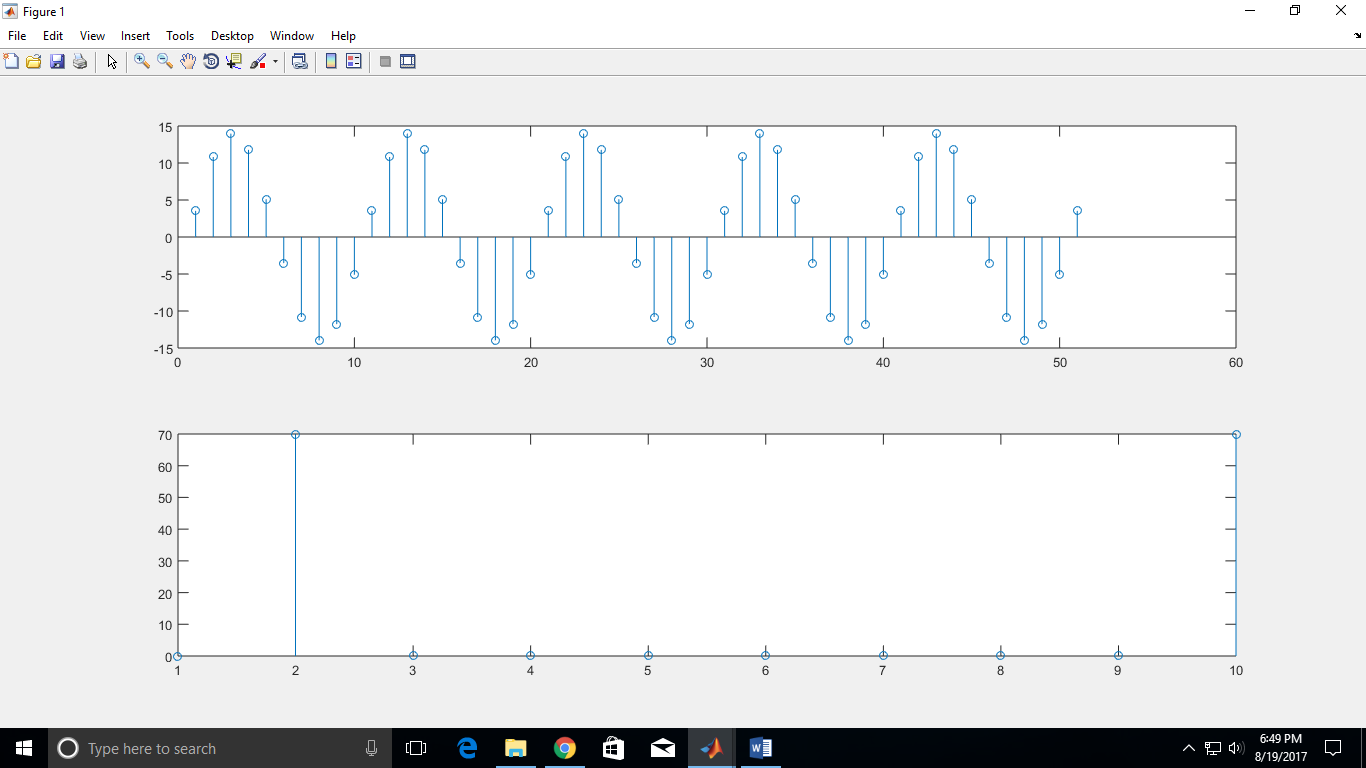 Figure 1
File Edit View Insert Tools Desktop Window Help
15
10
5
0
-5
-10
-15
0 10 20 30 40 50 60
70
60
50
40
30
20
10
0
1 2 3 4 5 6 7 8 9 10
Type here to search
6:49 PM
8/19/2017